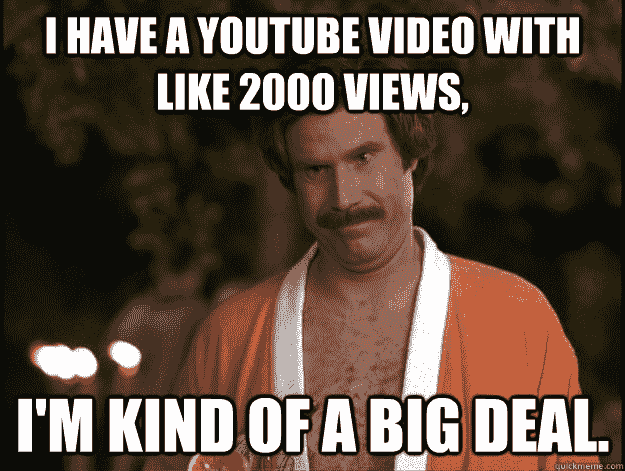 I HAVE A YOUTUBE VIDEO WITH
LIKE 2000 VIEWS,
I'M KIND OF A BIG DEAL.
quickmeme.com